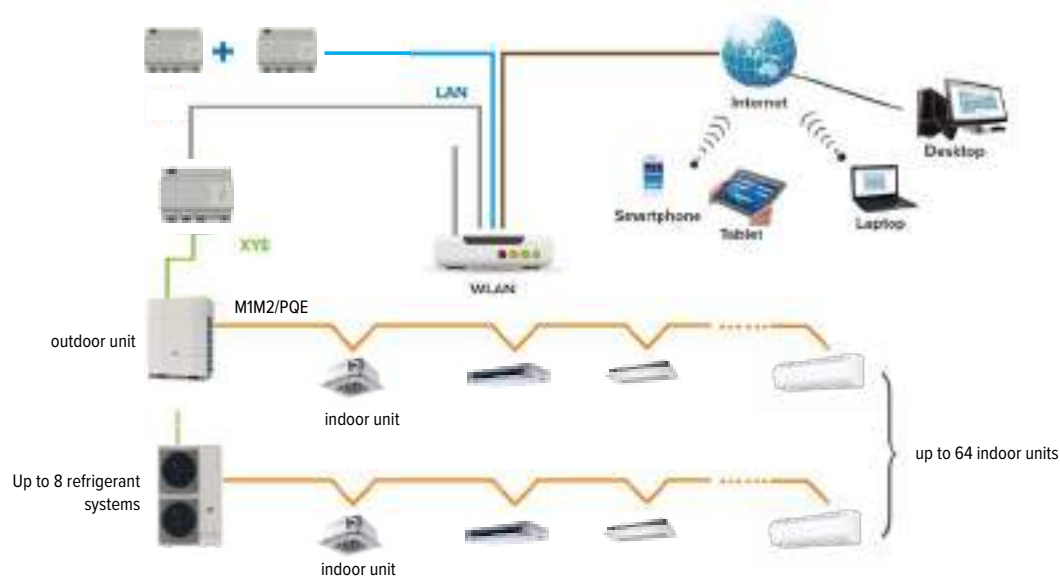 LAN
Internet
Desktop
Smartphone
Tablet
Laptop
XYE
WLAN
M1M2/PQE
outdoor unit
indoor unit
up to 64 indoor units
Up to 8 refrigerant
systems
indoor unit